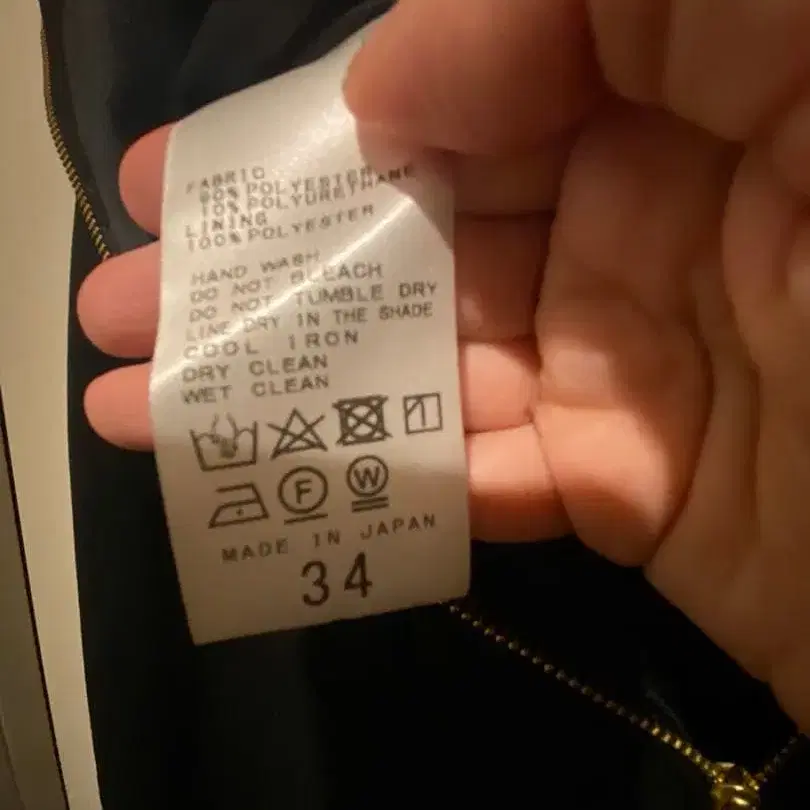 FABRIC
90% POLYESTER
10% POLYURETHANE
LINING
100% POLYESTER
HAND WASH
DO NOT BLEACH
DO NOT TUMBLE DRY
LINE DRY IN THE SHADE
COOL IRON
DRY CLEAN
WET CLEAN
F W
MADE IN JAPAN
34